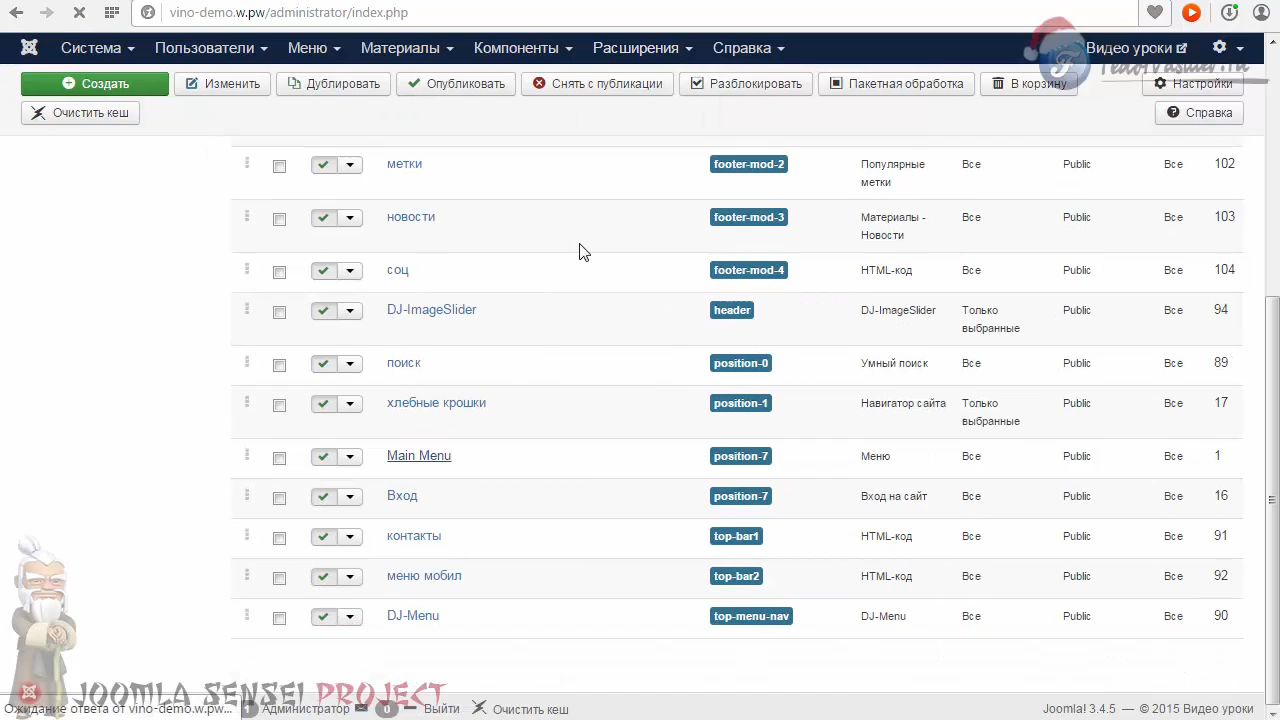 vino-demo.w.pw/administrator/index.php
Система Пользователи Меню Материалы Компоненты Расширения Справка Видео уроки
Создать Изменить Дублировать Опубликовать Снять с публикации Разблокировать Пакетная обработка В корзину Настройки
Очистить кеш Справка
метки footer-mod-2 Популярные метки Все Public Все 102
новости footer-mod-3 Материалы - Новости Все Public Все 103
соц footer-mod-4 HTML-код Все Public Все 104
DJ-ImageSlider header DJ-ImageSlider Только выбранные Public Все 94
поиск position-0 Умный поиск Все Public Все 89
хлебные крошки position-1 Навигатор сайта Только выбранные Public Все 17
Main Menu position-7 Меню Все Public Все 1
Вход position-7 Вход на сайт Все Public Все 16
контакты top-bar1 HTML-код Все Public Все 91
меню мобил top-bar2 HTML-код Все Public Все 92
DJ-Menu top-menu-nav DJ-Menu Все Public Все 90
JOOMLA SENSEI PROJECT
Ожидание ответа от vino-demo.w.pw... 1 Администратор 0 Выйти Очистить кеш Joomla! 3.4.5 — © 2015 Видео уроки